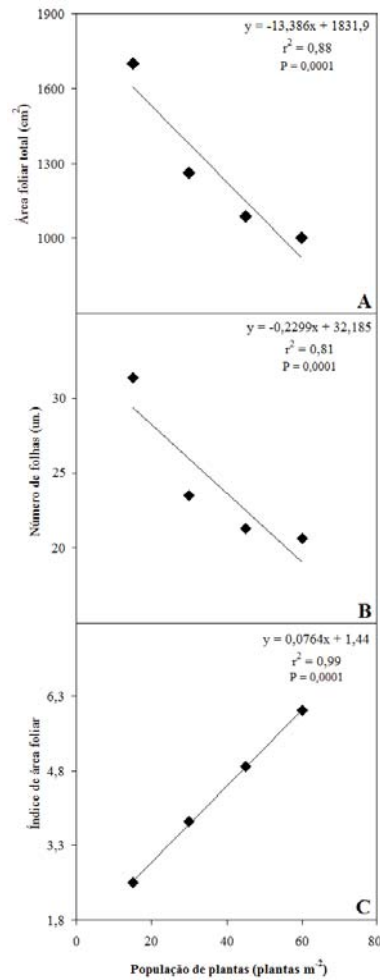 y = -13,386x + 1831,9
r² = 0,88
P = 0,0001
Área foliar total (cm²)
1900
1600
1300
1000
A
y = -0,2299x + 32,185
r² = 0,81
P = 0,0001
Número de folhas (un.)
30
25
20
B
y = 0,0764x + 1,44
r² = 0,99
P = 0,0001
Índice de área foliar
6,3
4,8
3,3
1,8
C
0 20 40 60 80
População de plantas (plantas m⁻²)